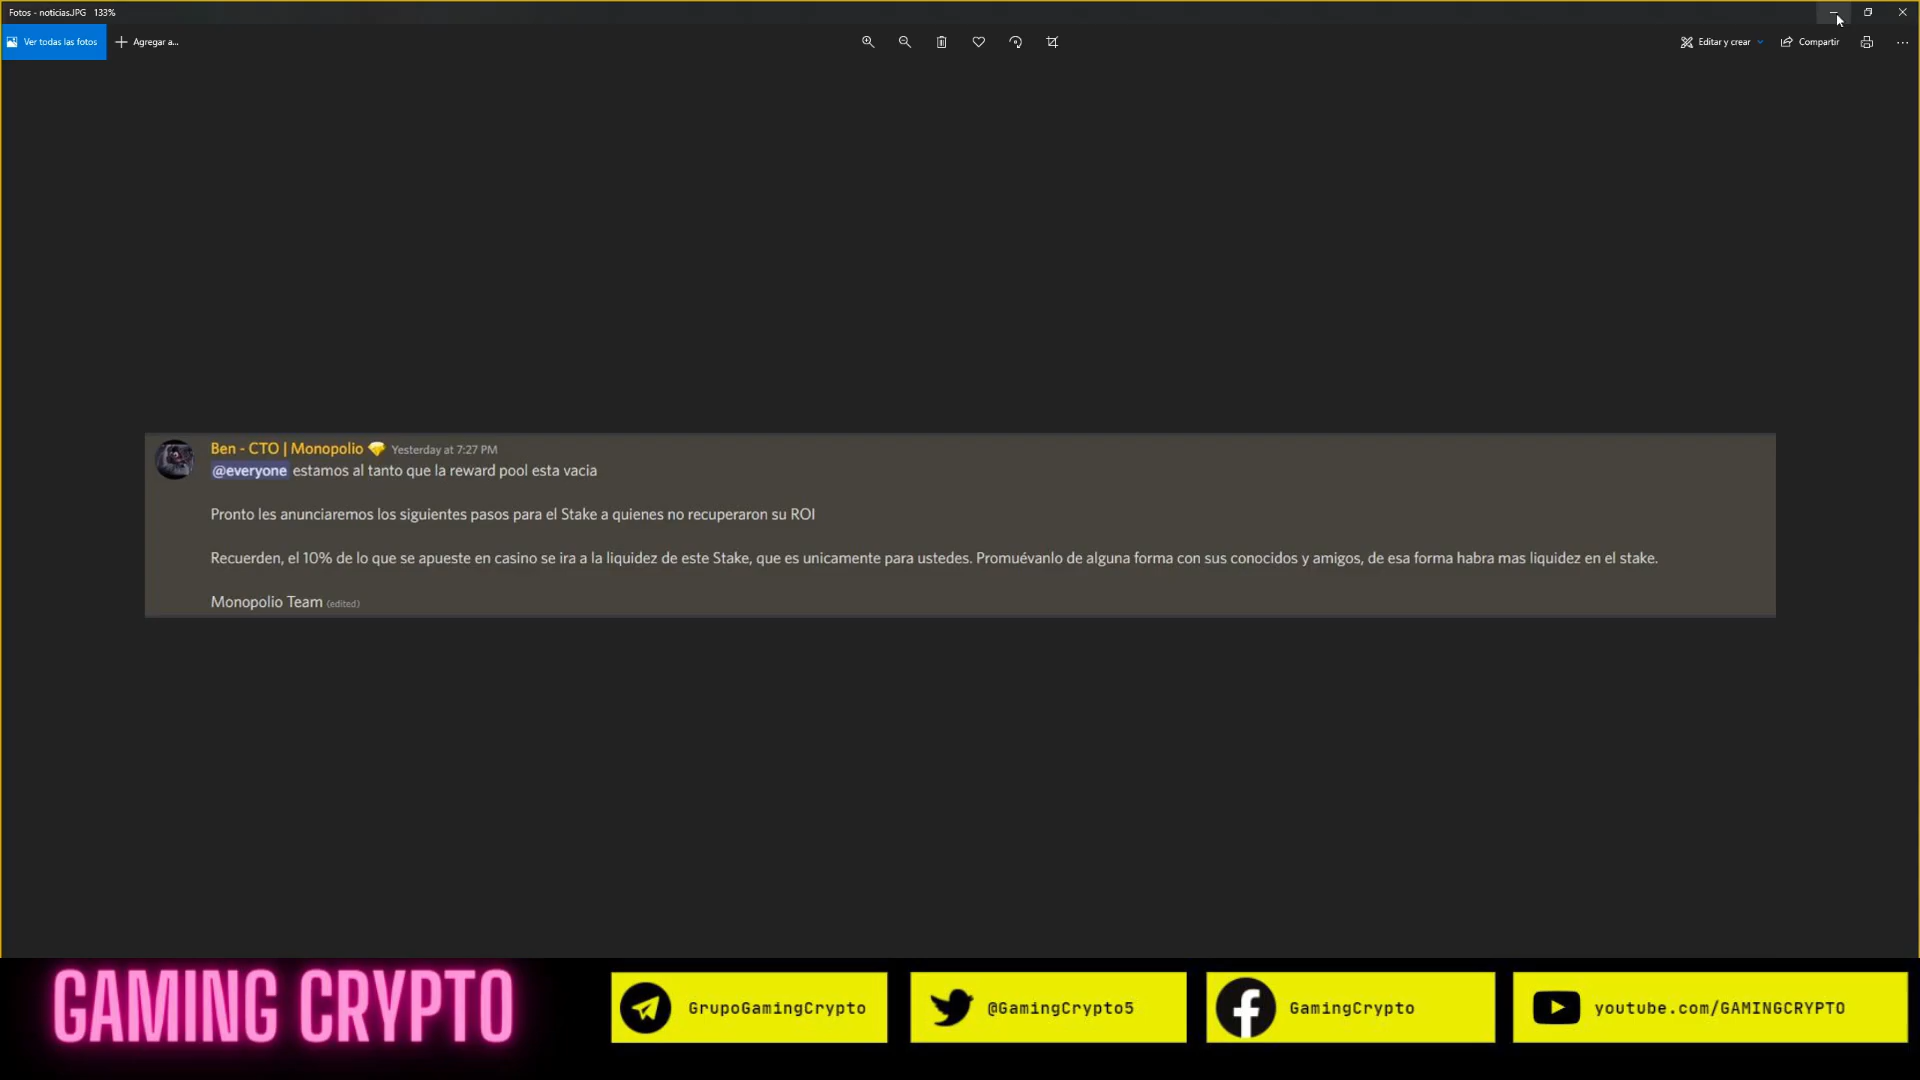 Fotos - noticias.JPG 133%
Ver todas las fotos
Agregar a...
Editar y crear
Compartir
Ben - CTO | Monopolio Yesterday at 7:27 PM
@everyone estamos al tanto que la reward pool esta vacia
Pronto les anunciaremos los siguientes pasos para el Stake a quienes no recuperaron su ROI
Recuerden, el 10% de lo que se apueste en casino se ira a la liquidez de este Stake, que es unicamente para ustedes. Promuévanlo de alguna forma con sus conocidos y amigos, de esa forma habra mas liquidez en el stake.
Monopolio Team (edited)
GAMING CRYPTO
GrupoGamingCrypto
@GamingCrypto5
GamingCrypto
youtube.com/GAMINGCRYPTO